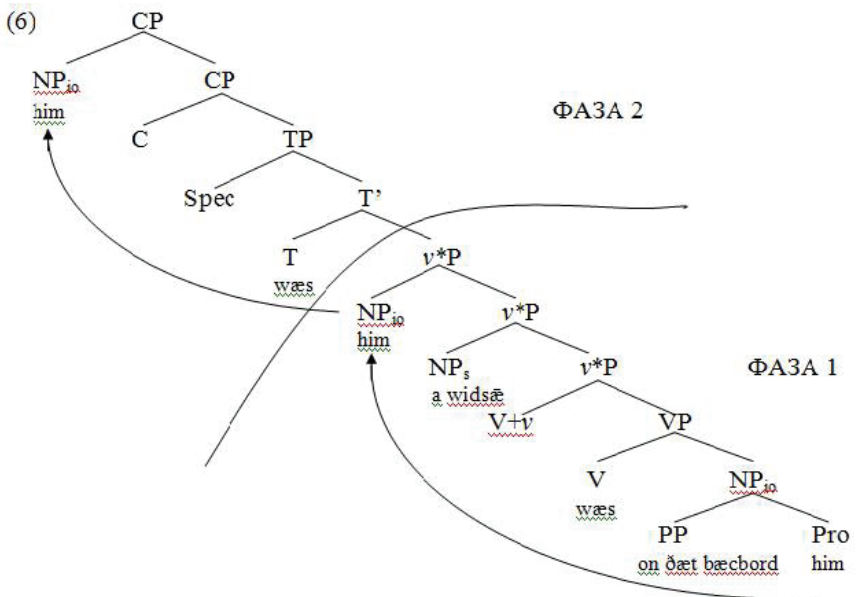 (6)
CP
NPio
him
CP
ФАЗА 2
C
TP
Spec
T’
T
wæs
v*P
NPio
him
v*P
NPs
a widsǣ
v*P
ФАЗА 1
V+v
VP
V
wæs
NPio
PP
on ðæt bæcbord
Pro
him